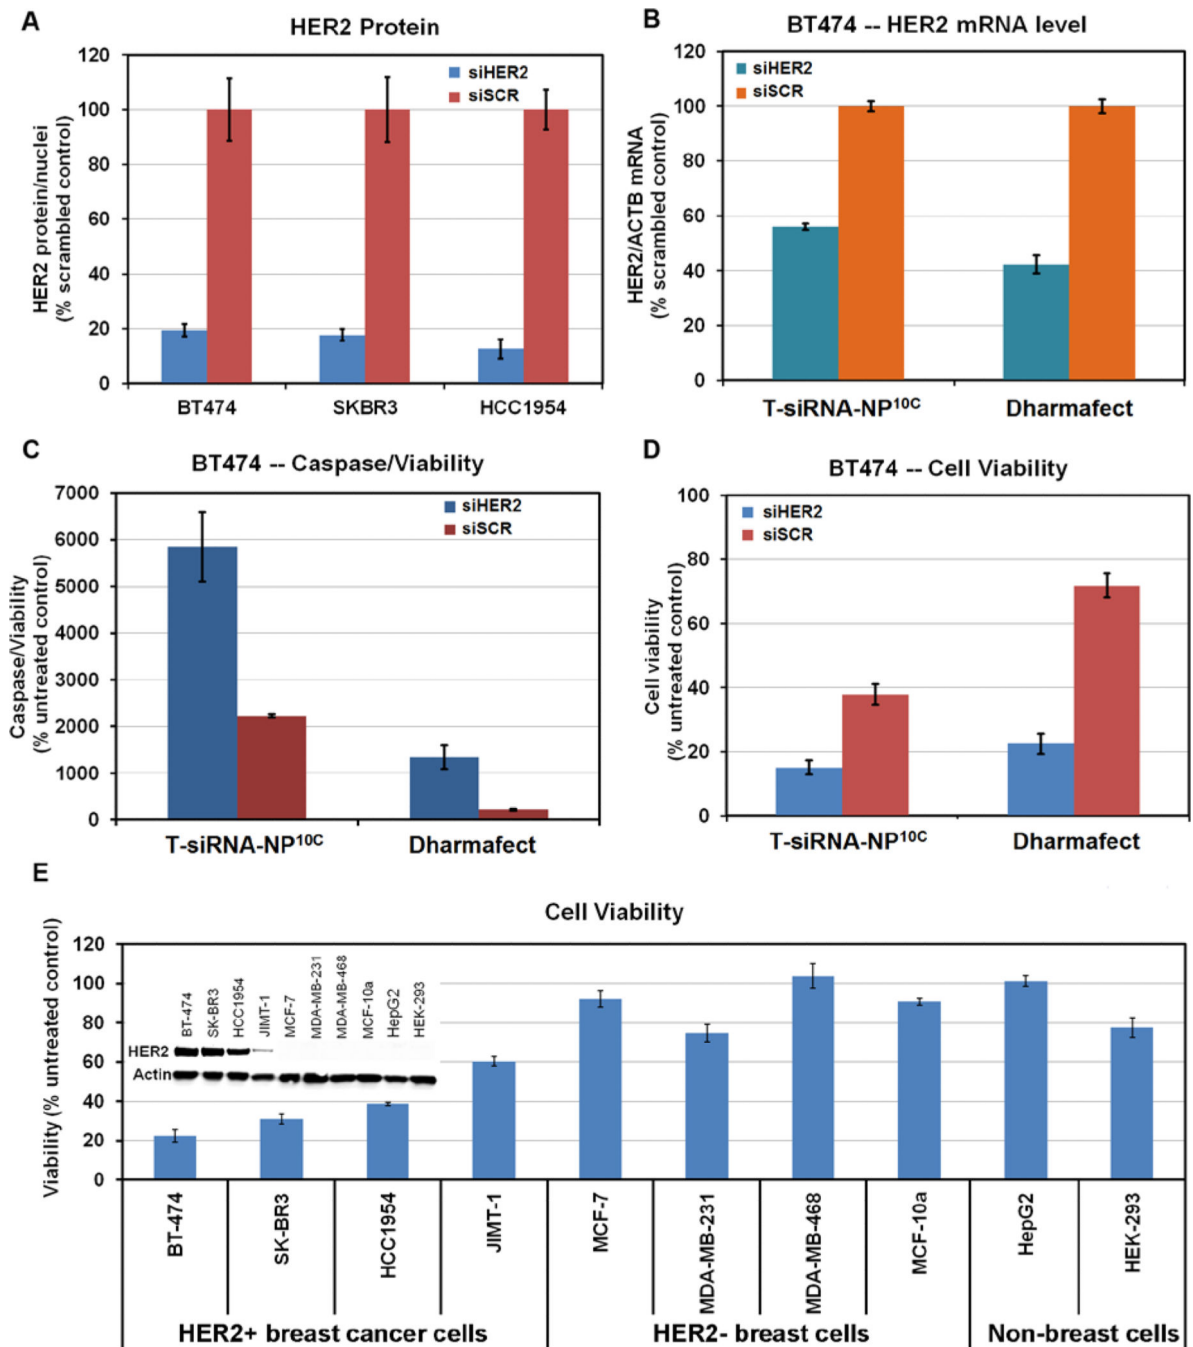 A
HER2 Protein
HER2 protein/nuclei
(% scrambled control)
120
100
80
60
40
20
0
siHER2
siSCR
BT474 SKBR3 HCC1954
B
BT474 -- HER2 mRNA level
HER2/ACTB mRNA
(% scrambled control)
120
100
80
60
40
20
0
siHER2
siSCR
T-siRNA-NP10C Dharmafect
C
BT474 -- Caspase/Viability
Caspase/Viability
(% untreated control)
7000
6000
5000
4000
3000
2000
1000
0
siHER2
siSCR
T-siRNA-NP10C Dharmafect
D
BT474 -- Cell Viability
Cell viability
(% untreated control)
100
80
60
40
20
0
siHER2
siSCR
T-siRNA-NP10C Dharmafect
E
Cell Viability
Viability (% untreated control)
120
100
80
60
40
20
0
BT-474
SK-BR3
HCC1954
JIMT-1
MCF-7
MDA-MB-231
MDA-MB-468
MCF-10a
HepG2
HEK-293
HER2
Actin
BT-474
SK-BR3
HCC1954
JIMT-1
MCF-7
MDA-MB-231
MDA-MB-468
MCF-10a
HepG2
HEK-293
HER2+ breast cancer cells HER2- breast cells Non-breast cells